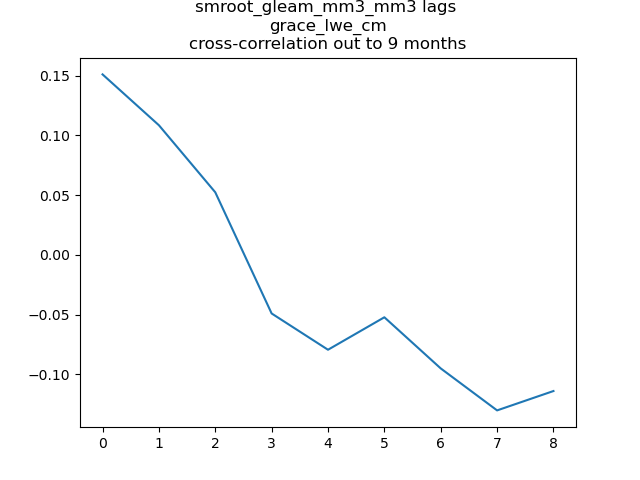 smroot_gleam_mm3_mm3 lags
grace_lwe_cm
cross-correlation out to 9 months
0.15
0.10
0.05
0.00
−0.05
−0.10
0 1 2 3 4 5 6 7 8